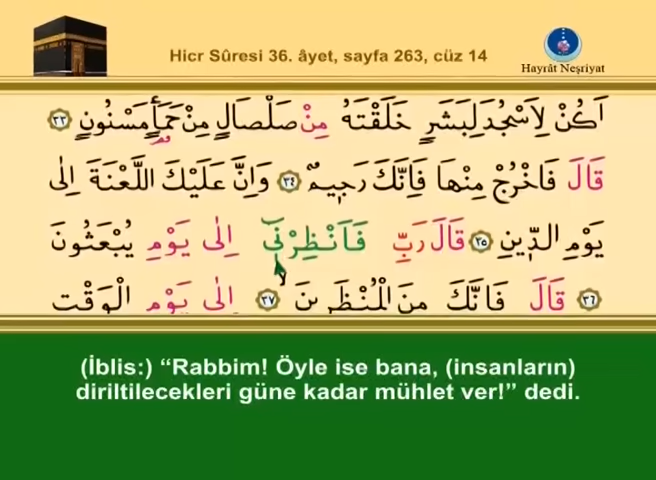 Hicr Sûresi 36. âyet, sayfa 263, cüz 14
Hayrât Neşriyat
اَكُنْ لِاَسْجُدَ لِبَشَرٍ خَلَقْتَهُ مِنْ صَلْصَالٍ مِنْ حَمَاٍ مَسْنُونٍ ٣٣
قَالَ فَاخْرُجْ مِنْهَا فَاِنَّكَ رَجٖيمٌ ٣٤ وَاِنَّ عَلَيْكَ اللَّعْنَةَ اِلٰى
يَوْمِ الدّٖينِ ٣٥ قَالَ رَبِّ فَاَنْظِرْنٖٓى اِلٰى يَوْمِ يُبْعَثُونَ
٣٦ قَالَ فَاِنَّكَ مِنَ الْمُنْظَرٖينَ ٣٧ اِلٰى يَوْمِ الْوَقْتِ
(İblis:) “Rabbim! Öyle ise bana, (insanların)
diriltilecekleri güne kadar mühlet ver!” dedi.